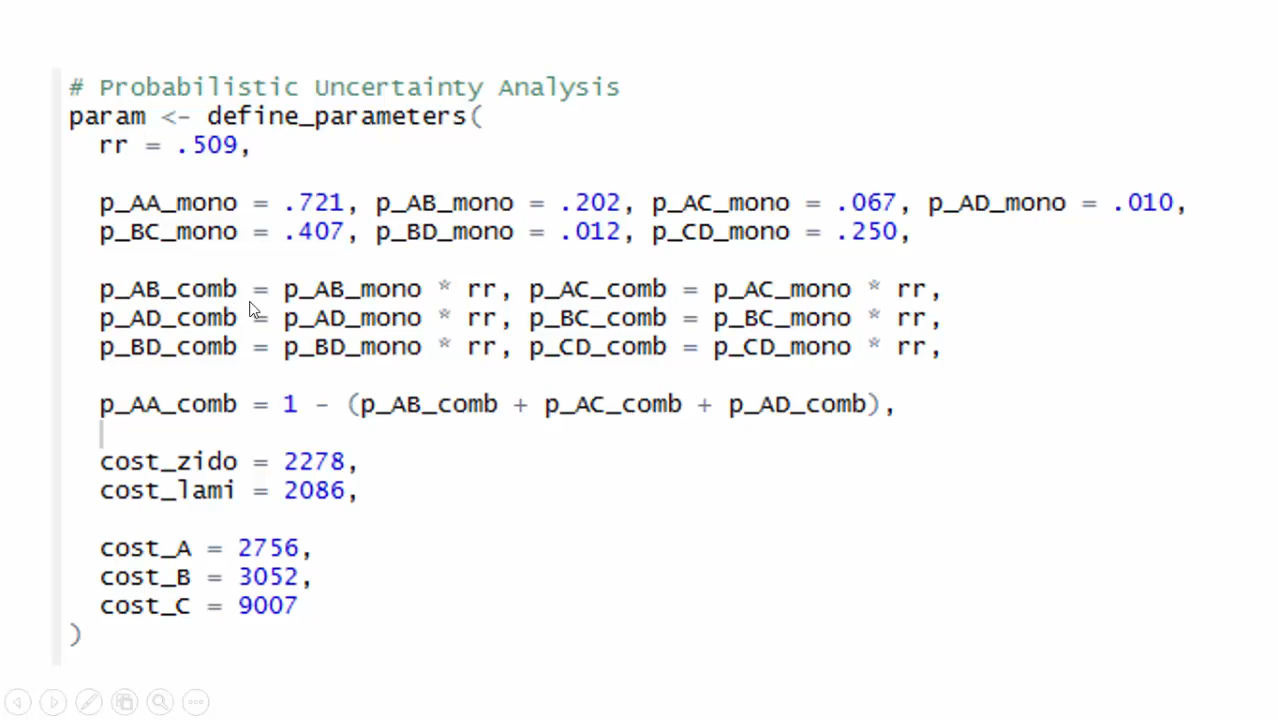 # Probabilistic Uncertainty Analysis
param <- define_parameters(
rr = .509,
p_AA_mono = .721, p_AB_mono = .202, p_AC_mono = .067, p_AD_mono = .010,
p_BC_mono = .407, p_BD_mono = .012, p_CD_mono = .250,
p_AB_comb = p_AB_mono * rr, p_AC_comb = p_AC_mono * rr,
p_AD_comb = p_AD_mono * rr, p_BC_comb = p_BC_mono * rr,
p_BD_comb = p_BD_mono * rr, p_CD_comb = p_CD_mono * rr,
p_AA_comb = 1 - (p_AB_comb + p_AC_comb + p_AD_comb),
cost_zido = 2278,
cost_lami = 2086,
cost_A = 2756,
cost_B = 3052,
cost_C = 9007
)